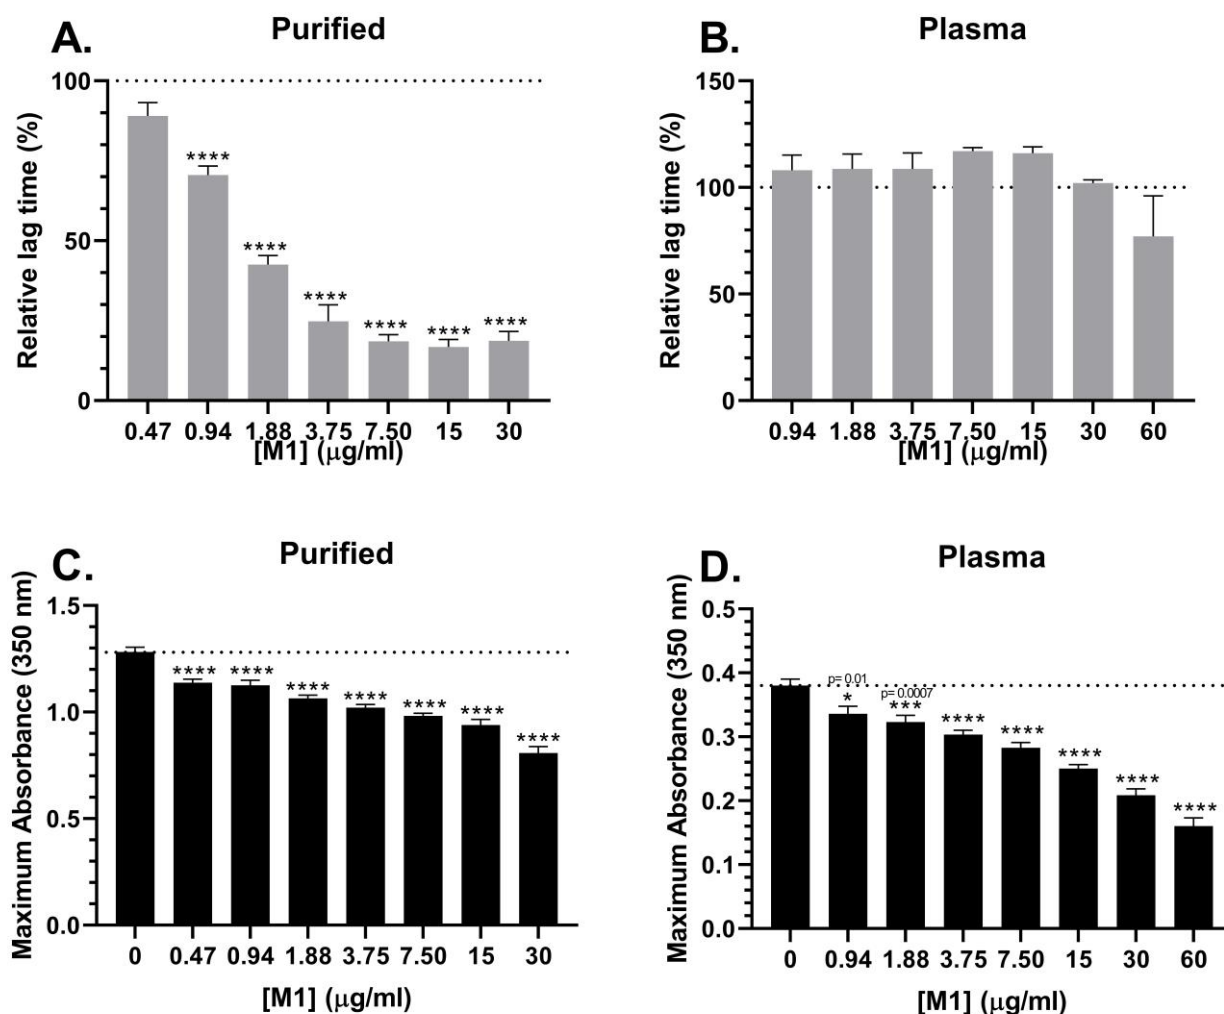 A.
Purified
Relative lag time (%)
100
50
0
****
****
****
****
****
****
0.47 0.94 1.88 3.75 7.50 15 30
[M1] (μg/ml)
B.
Plasma
Relative lag time (%)
150
100
50
0
0.94 1.88 3.75 7.50 15 30 60
[M1] (μg/ml)
C.
Purified
Maximum Absorbance (350 nm)
1.5
1.0
0.5
0.0
****
****
****
****
****
****
****
0 0.47 0.94 1.88 3.75 7.50 15 30
[M1] (μg/ml)
D.
Plasma
Maximum Absorbance (350 nm)
0.5
0.4
0.3
0.2
0.1
0.0
p= 0.01
*
p= 0.0007
***
****
****
****
****
****
0 0.94 1.88 3.75 7.50 15 30 60
[M1] (μg/ml)